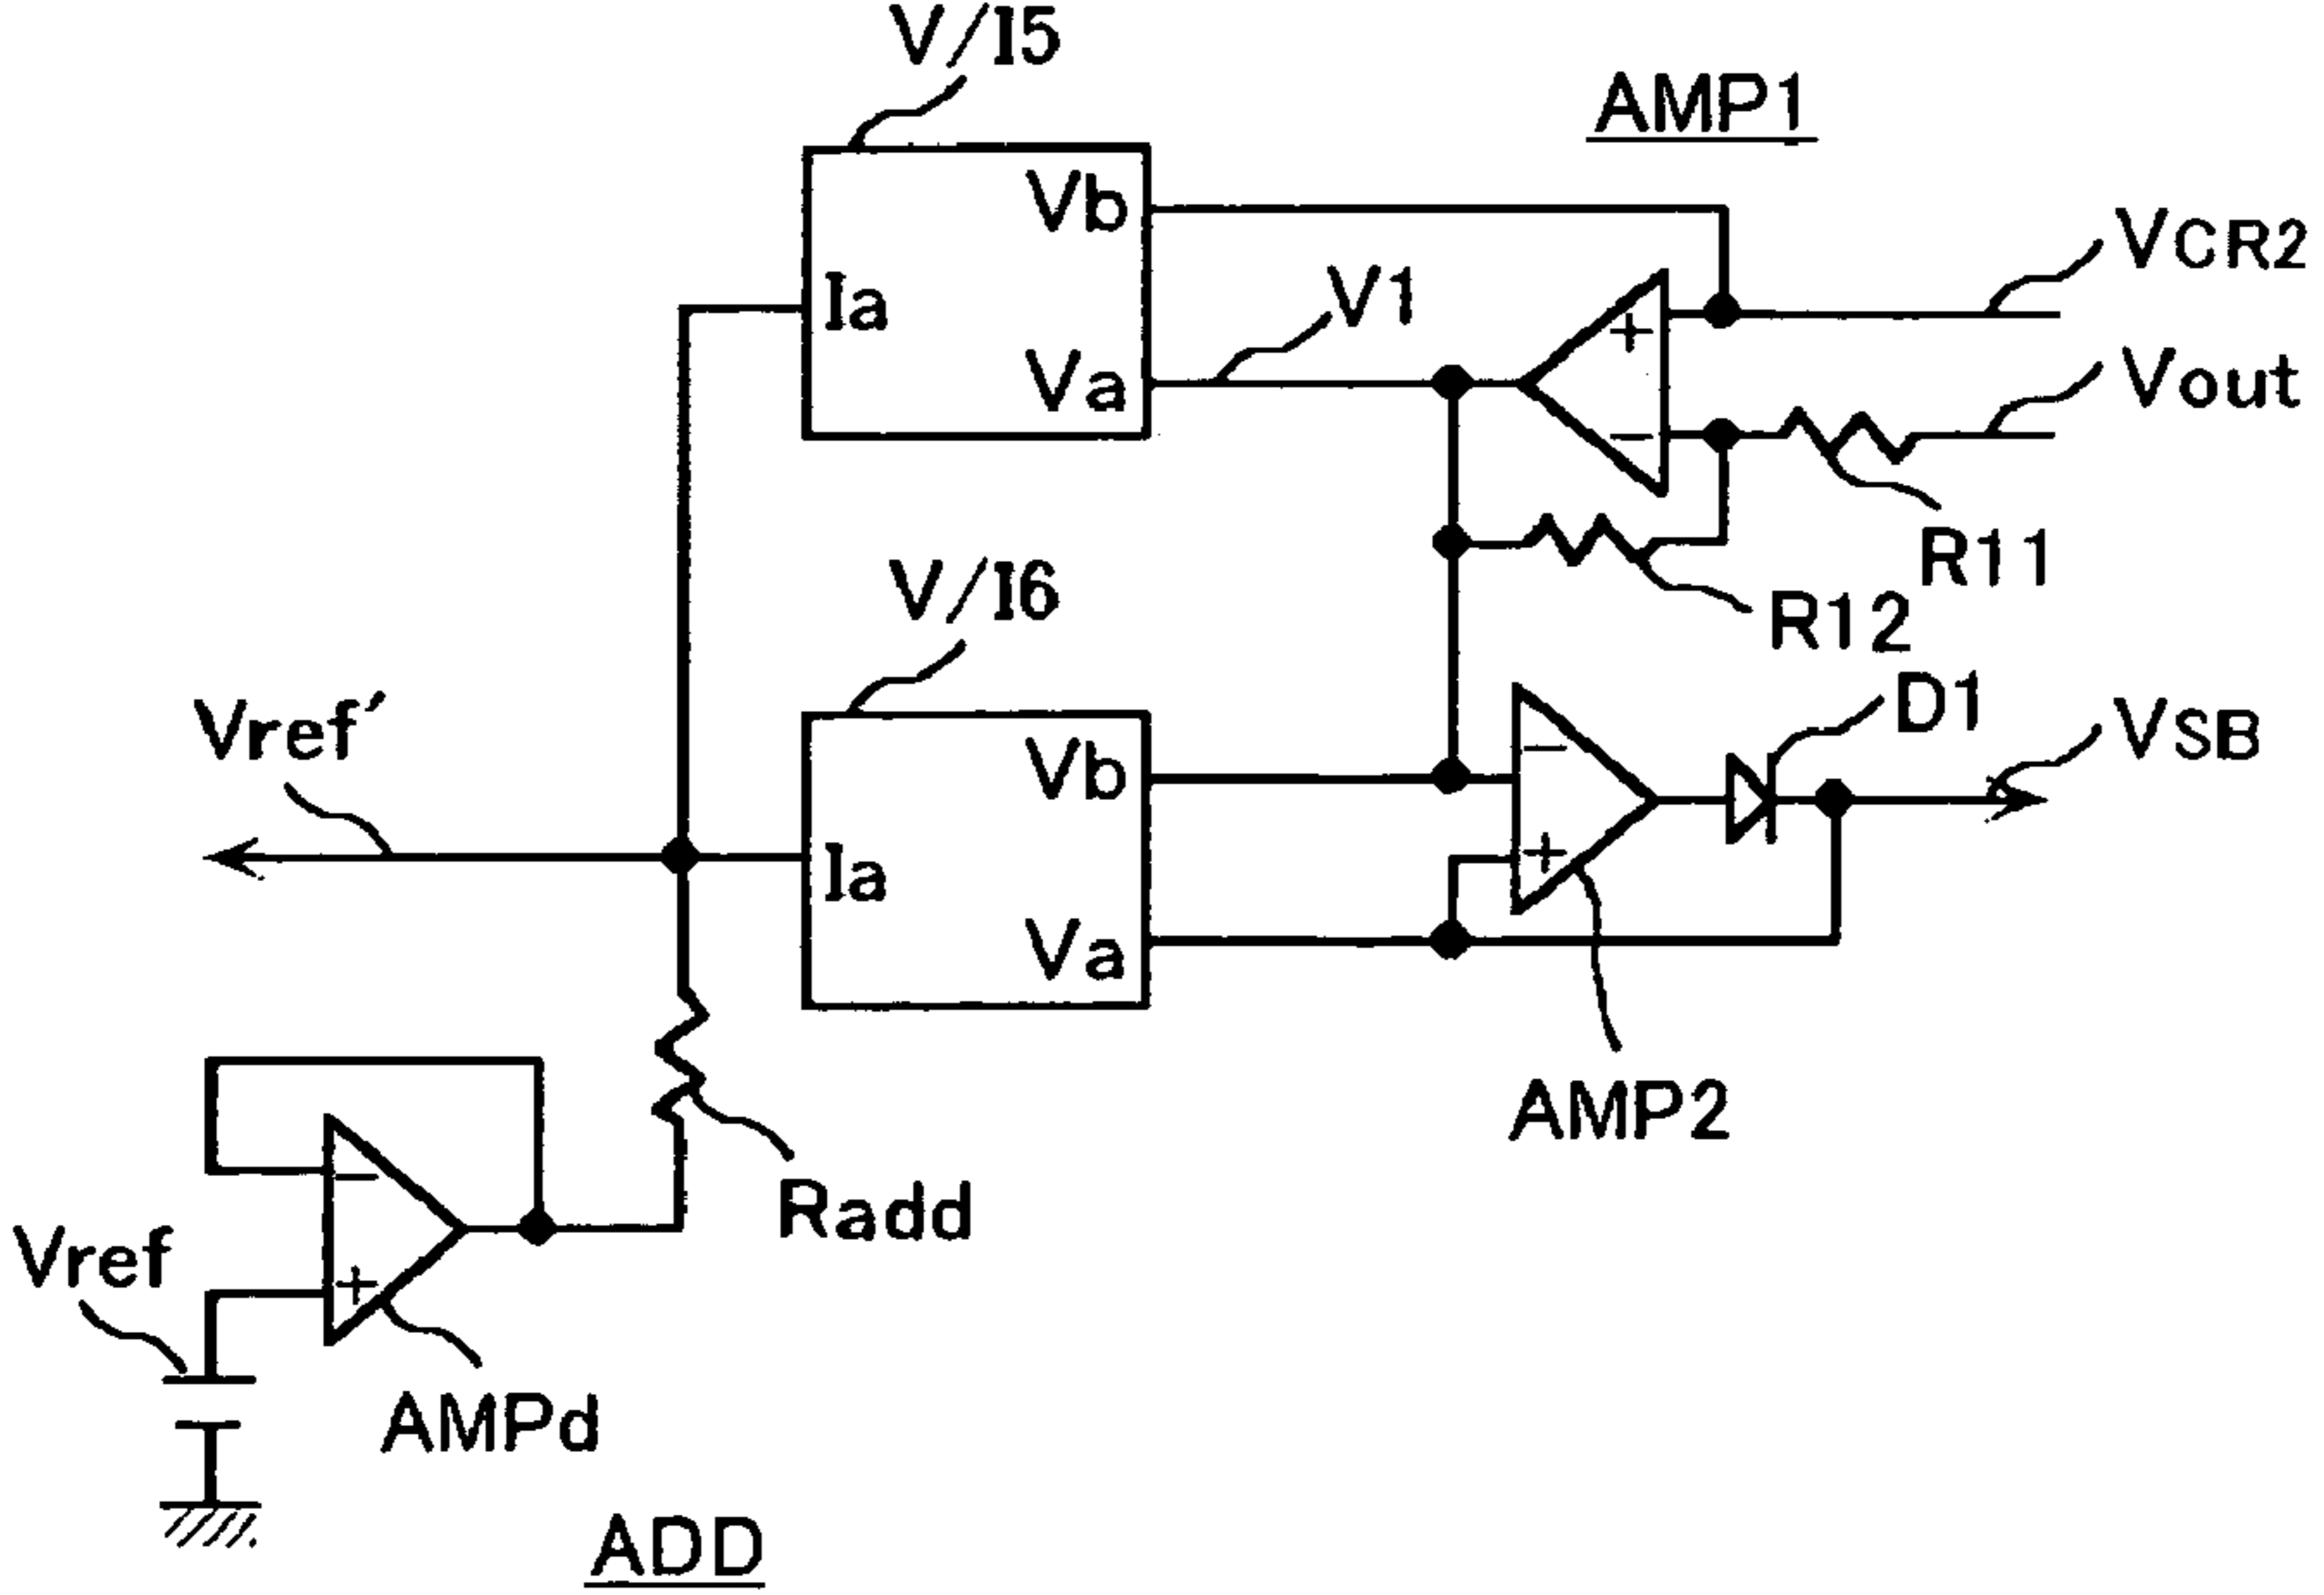 V/I5
AMP1
Vb
VCR2
Ia
V1
Va
Vout
+
−
R11
V/I6
R12
D1
Vref′
VSB
Vb
−
Ia
+
Va
AMP2
Radd
−
Vref
+
AMPd
ADD